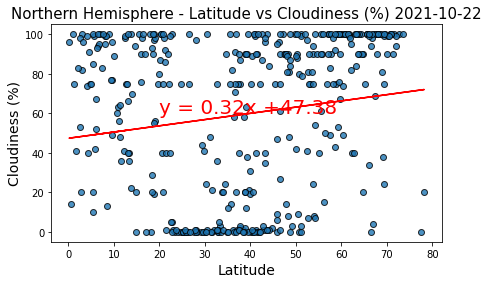 Northern Hemisphere - Latitude vs Cloudiness (%) 2021-10-22
100
80
60
40
20
0
Cloudiness (%)
y = 0.32x +47.38
0 10 20 30 40 50 60 70 80
Latitude